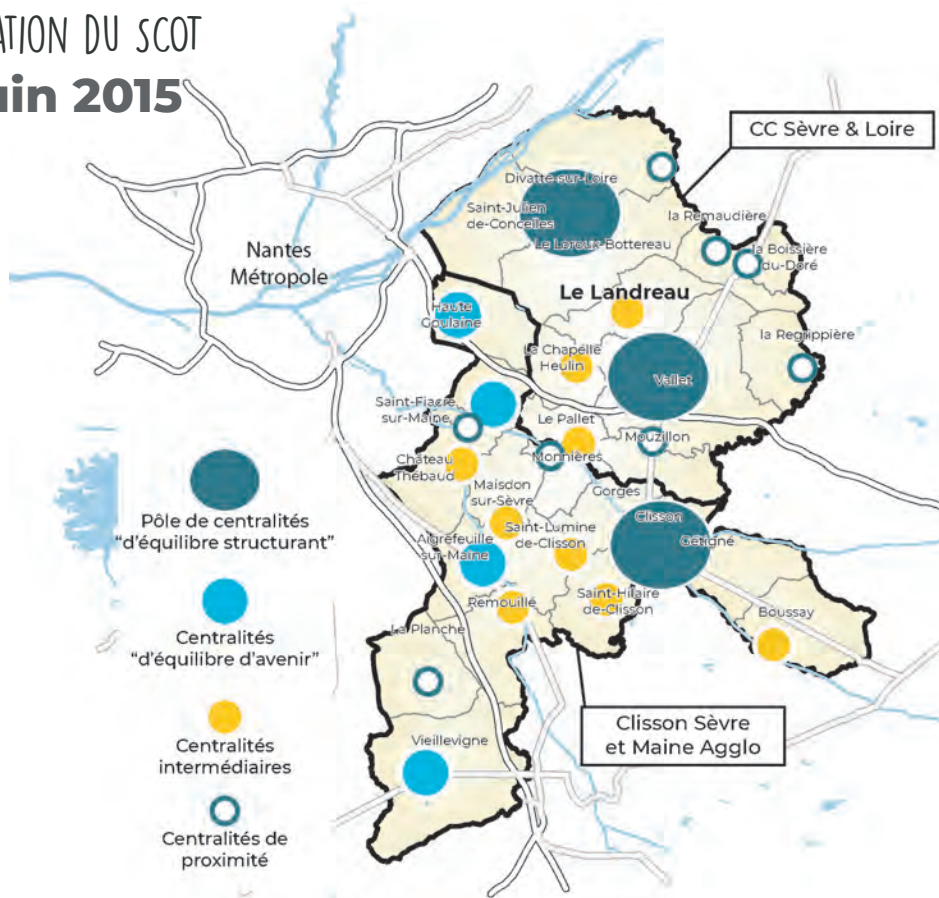 ATION DU SCOT
uin 2015
CC Sèvre & Loire
Divatte-sur-Loire
Saint-Julien
de-Concelles
la Remaudière
Le Loroux-Bottereau
la Boissière
du-Doré
Nantes
Métropole
Le Landreau
Haute
Goulaine
la Regrippière
La Chapelle
Heulin
Vallet
Saint-Fiacre
sur-Maine
Le Pallet
Mouzillon
Monnières
Château
Thébaud
Maisdon
sur-Sèvre
Gorges
Clisson
Saint-Lumine
de-Clisson
Gétigné
Aigrefeuille
sur-Maine
Remouillé
Saint-Hilaire
de-Clisson
Boussay
La Planche
Vieillevigne
Clisson Sèvre
et Maine Agglo
Pôle de centralités
"d'équilibre structurant"
Centralités
"d'équilibre d'avenir"
Centralités
intermédiaires
Centralités de
proximité